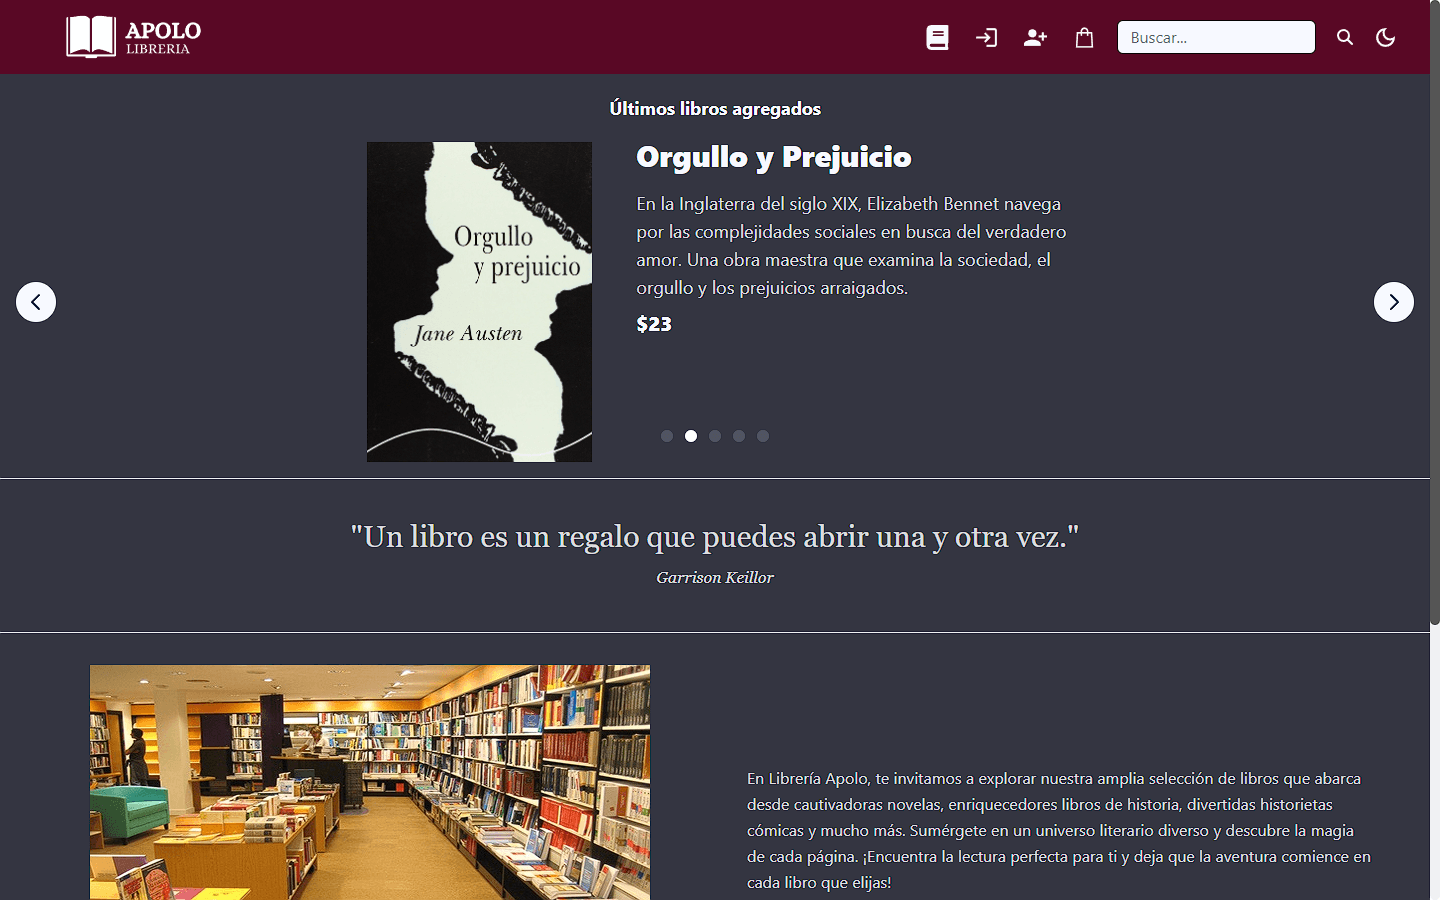 APOLO
LIBRERIA
Buscar...
Últimos libros agregados
Orgullo
y prejuicio
Jane Austen
Orgullo y Prejuicio
En la Inglaterra del siglo XIX, Elizabeth Bennet navega
por las complejidades sociales en busca del verdadero
amor. Una obra maestra que examina la sociedad, el
orgullo y los prejuicios arraigados.
$23
"Un libro es un regalo que puedes abrir una y otra vez."
Garrison Keillor
En Librería Apolo, te invitamos a explorar nuestra amplia selección de libros que abarca
desde cautivadoras novelas, enriquecedores libros de historia, divertidas historietas
cómicas y mucho más. Sumérgete en un universo literario diverso y descubre la magia
de cada página. ¡Encuentra la lectura perfecta para ti y deja que la aventura comience en
cada libro que elijas!